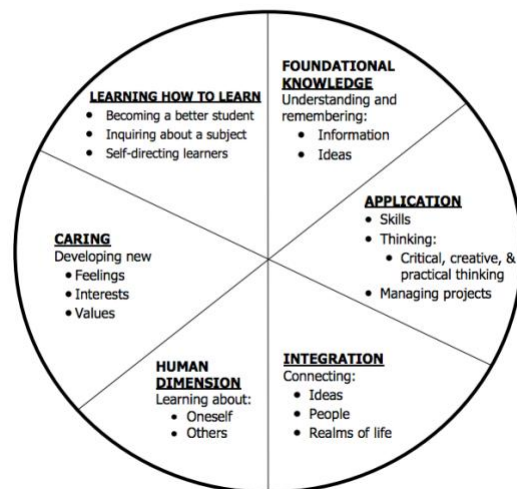 FOUNDATIONAL
KNOWLEDGE
Understanding and
remembering:
• Information
• Ideas
APPLICATION
• Skills
• Thinking:
• Critical, creative, &
practical thinking
• Managing projects
INTEGRATION
Connecting:
• Ideas
• People
• Realms of life
HUMAN
DIMENSION
Learning about:
• Oneself
• Others
CARING
Developing new
• Feelings
• Interests
• Values
LEARNING HOW TO LEARN
• Becoming a better student
• Inquiring about a subject
• Self-directing learners